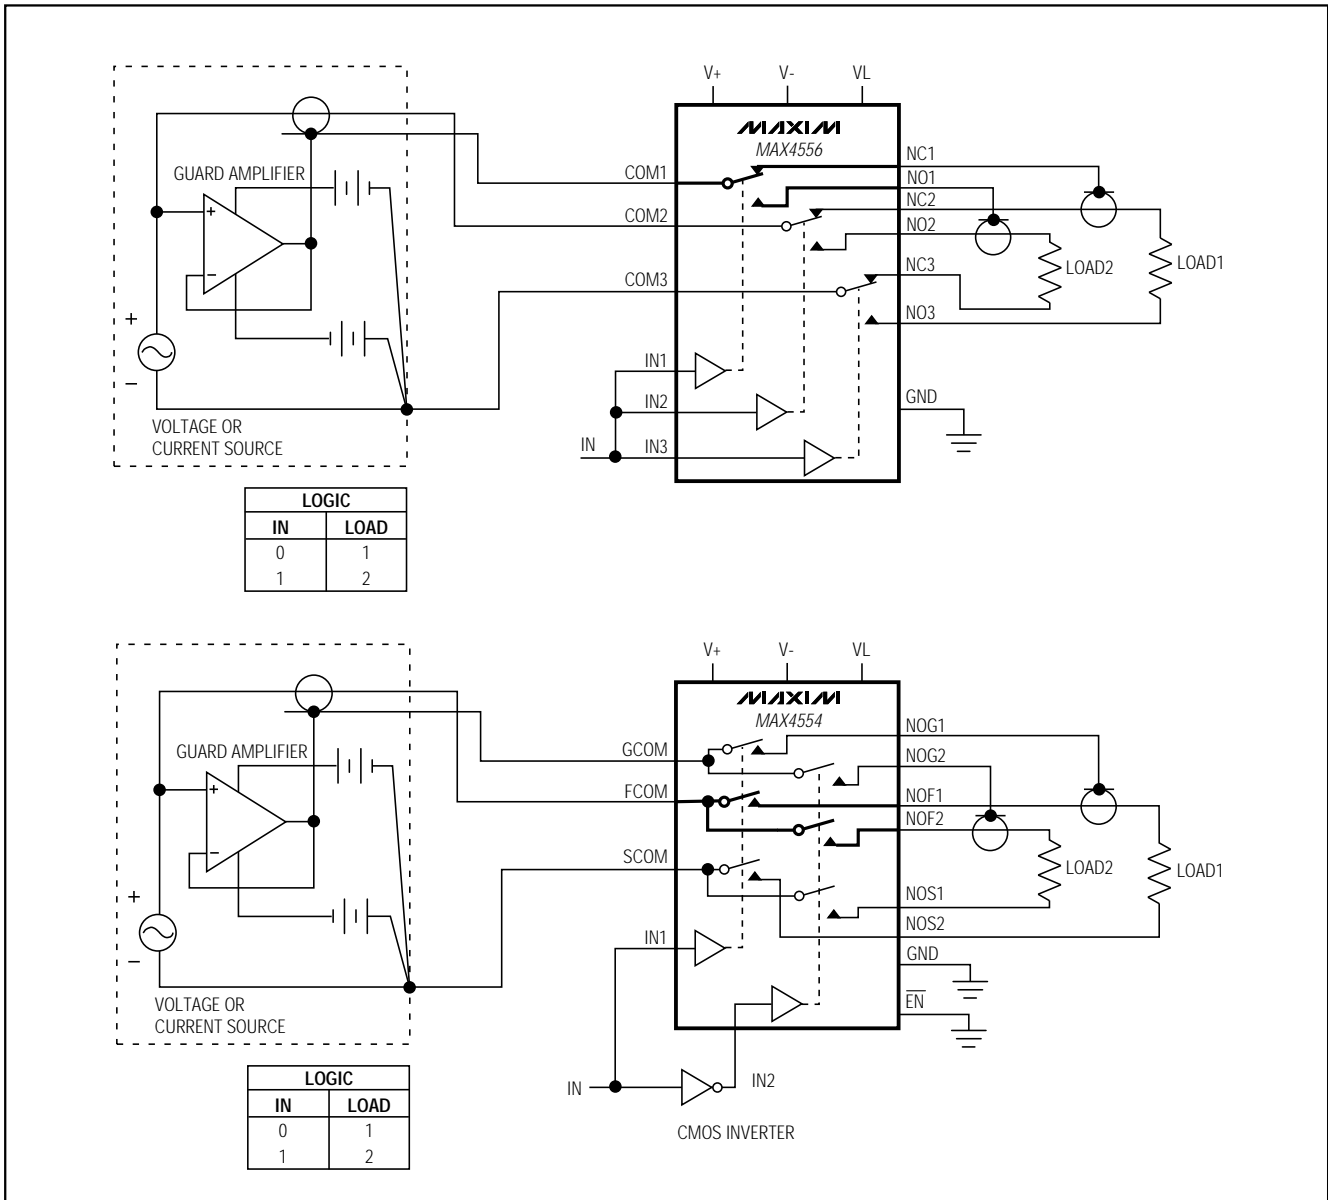 V+ V- VL
MAXIM
MAX4556
GUARD AMPLIFIER
+
−
+
−
VOLTAGE OR
CURRENT SOURCE
COM1
COM2
COM3
IN1
IN2
IN3
IN
NC1
NO1
NC2
NO2
NC3
NO3
GND
LOAD2
LOAD1
LOGIC
IN LOAD
0 1
1 2
V+ V- VL
MAXIM
MAX4554
GUARD AMPLIFIER
+
−
+
−
VOLTAGE OR
CURRENT SOURCE
GCOM
FCOM
SCOM
IN1
IN
IN2
CMOS INVERTER
NOG1
NOG2
NOF1
NOF2
NOS1
NOS2
GND
EN
LOAD2
LOAD1
LOGIC
IN LOAD
0 1
1 2